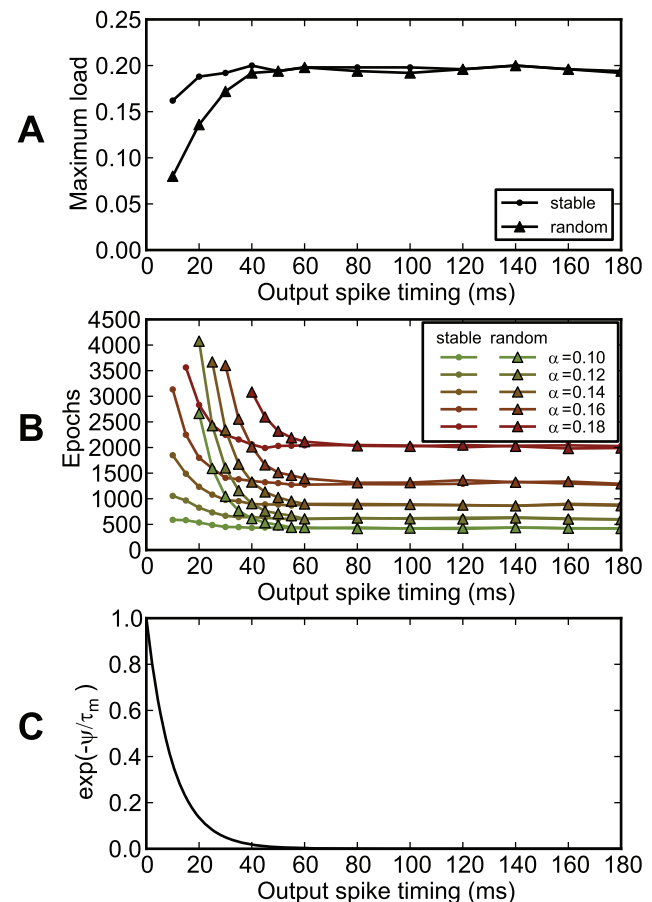 A
Maximum load
0.25
0.20
0.15
0.10
0.05
0.00
stable
random
0 20 40 60 80 100 120 140 160 180
Output spike timing (ms)
B
Epochs
4500
4000
3500
3000
2500
2000
1500
1000
500
0
stable random
α=0.10
α=0.12
α=0.14
α=0.16
α=0.18
0 20 40 60 80 100 120 140 160 180
Output spike timing (ms)
C
exp(-ψ/τm)
1.0
0.8
0.6
0.4
0.2
0.0
0 20 40 60 80 100 120 140 160 180
Output spike timing (ms)